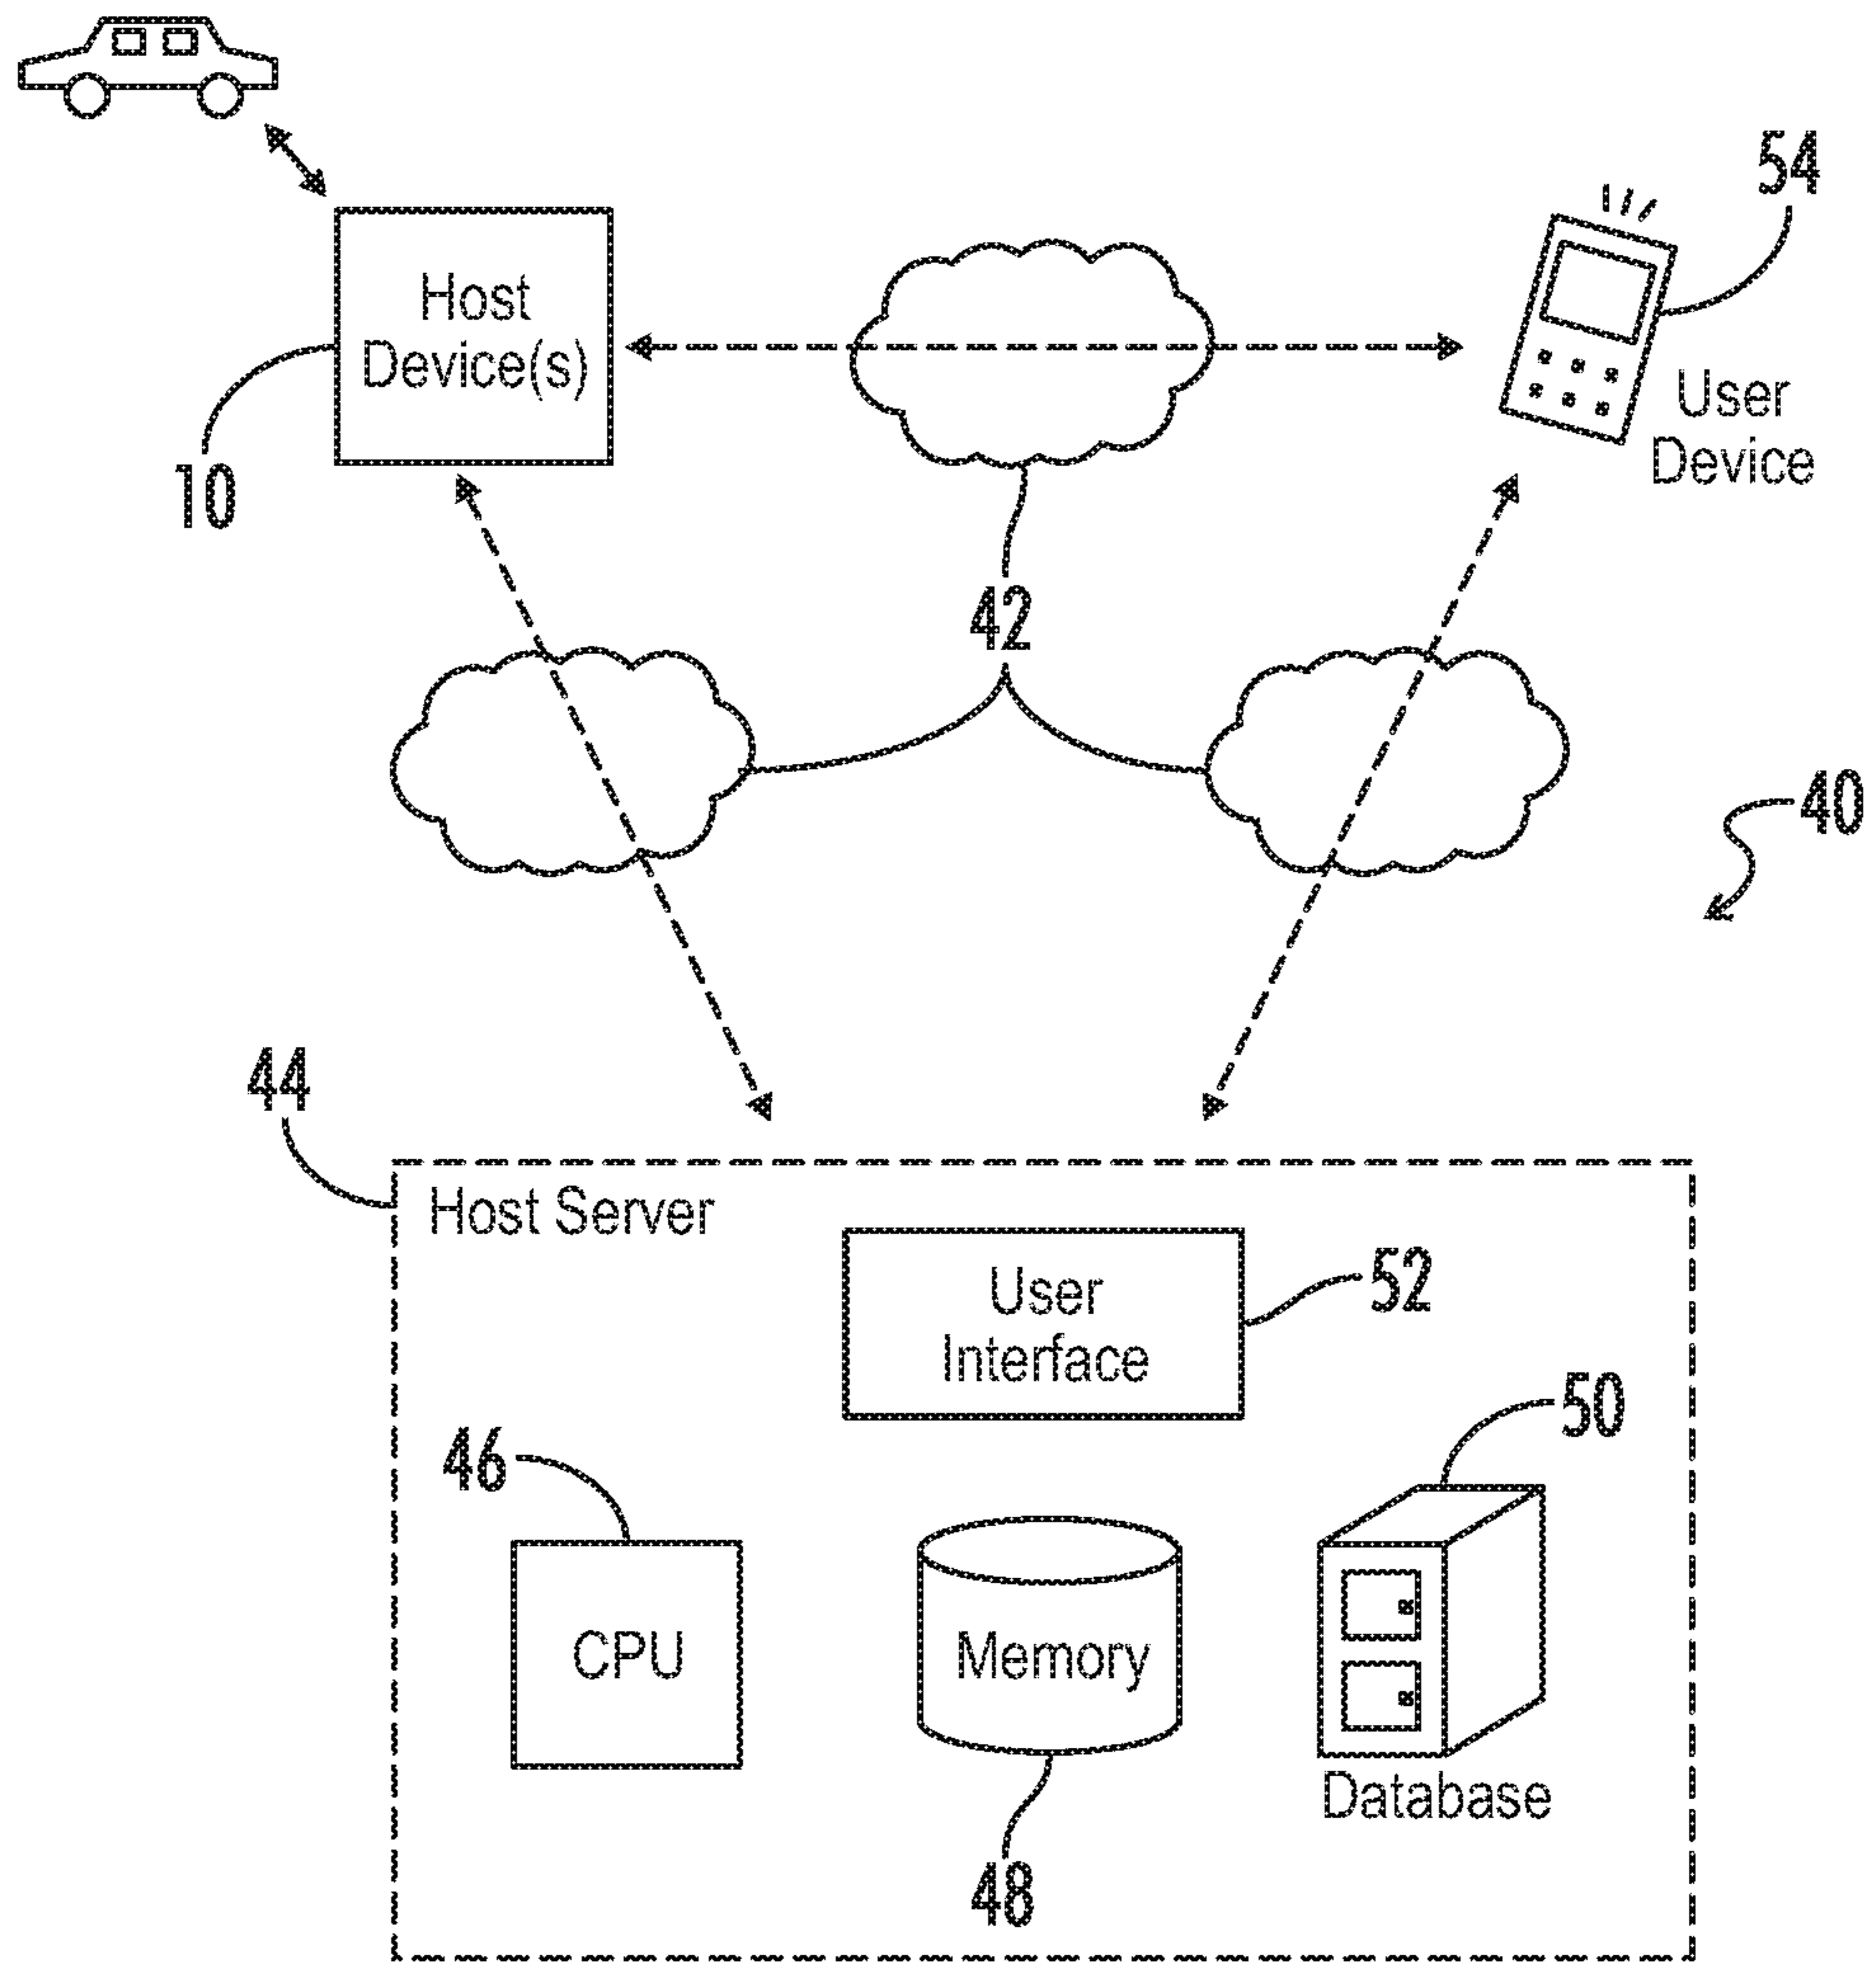 54
Host
Device(s)
User
Device
10
42
40
44
Host Server
User
Interface
52
50
46
CPU
Memory
Database
48